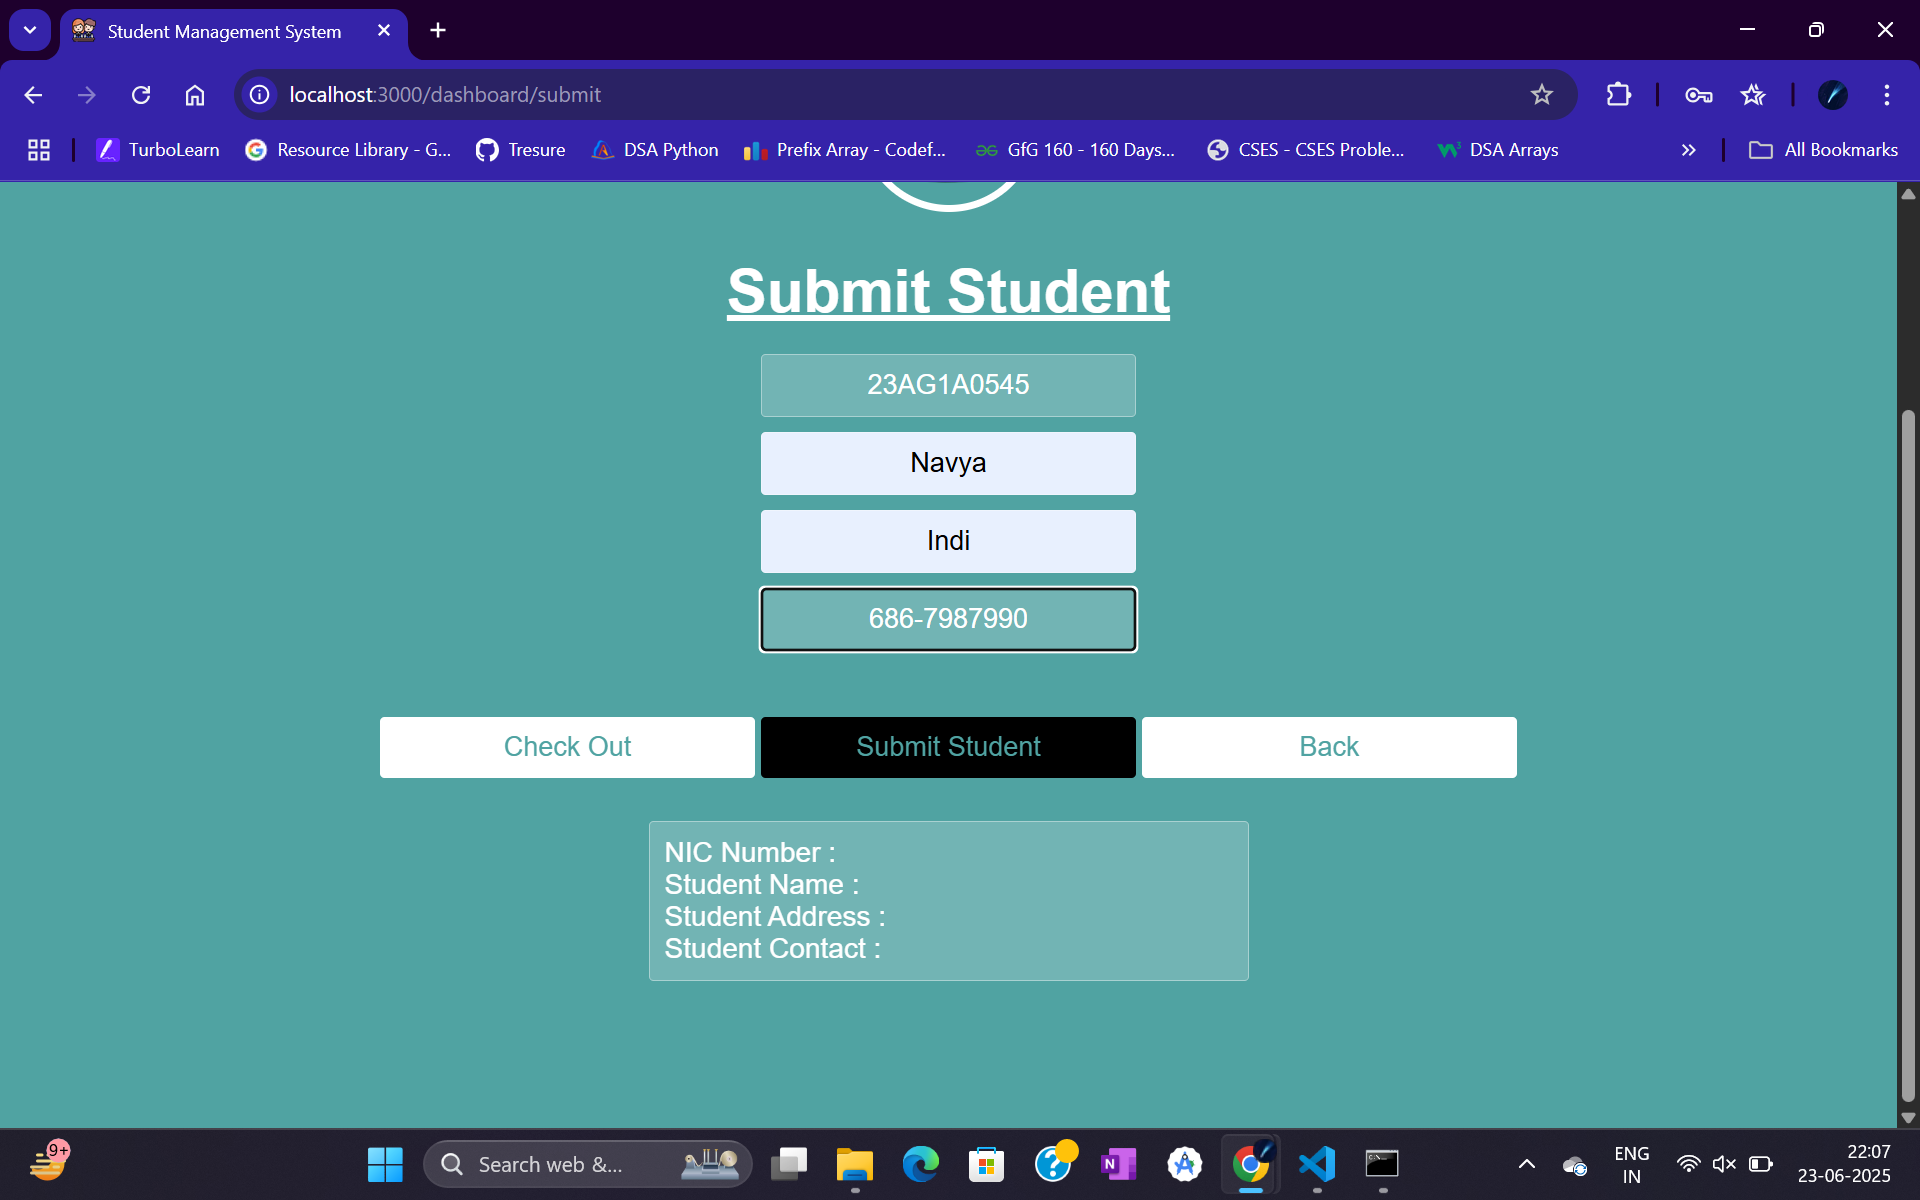 Student Management System
localhost:3000/dashboard/submit
TurboLearn
Resource Library - G...
Tresure
DSA Python
Prefix Array - Codef...
GfG 160 - 160 Days...
CSES - CSES Proble...
DSA Arrays
All Bookmarks
Submit Student
23AG1A0545
Navya
Indi
686-7987990
Check Out
Submit Student
Back
NIC Number :
Student Name :
Student Address :
Student Contact :
9+
Search web &...
ENG
IN
22:07
23-06-2025